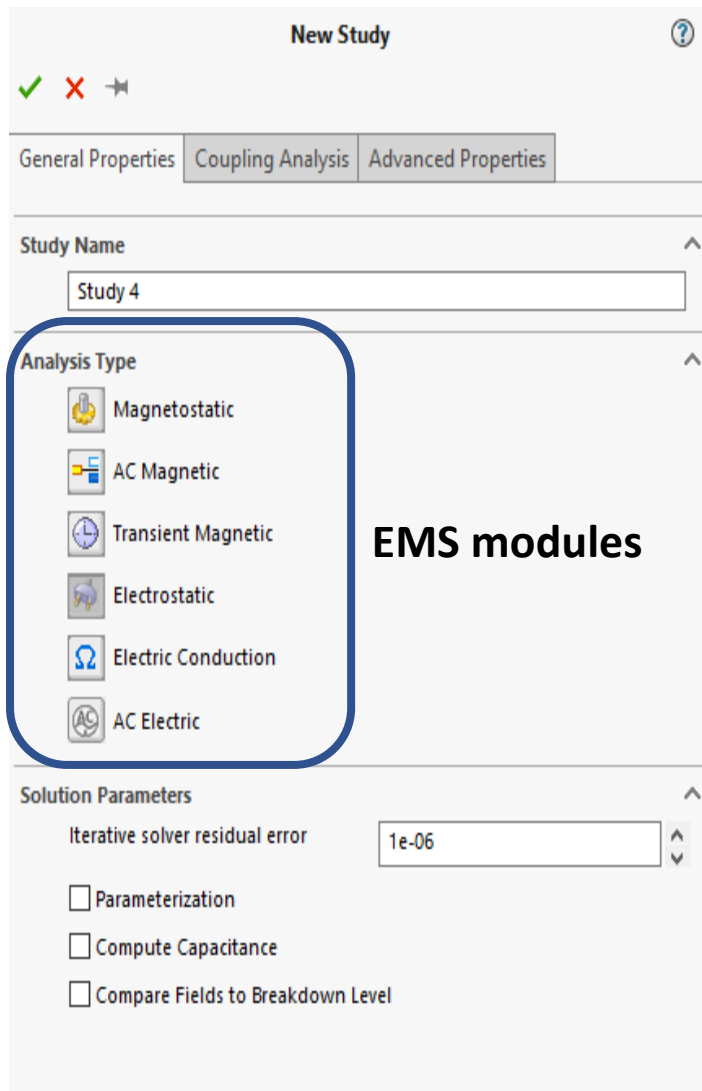 New Study
General Properties Coupling Analysis Advanced Properties
Study Name
Study 4
Analysis Type
Magnetostatic
AC Magnetic
Transient Magnetic
EMS modules
Electrostatic
Ω Electric Conduction
AC AC Electric
Solution Parameters
Iterative solver residual error 1e-06
Parameterization
Compute Capacitance
Compare Fields to Breakdown Level